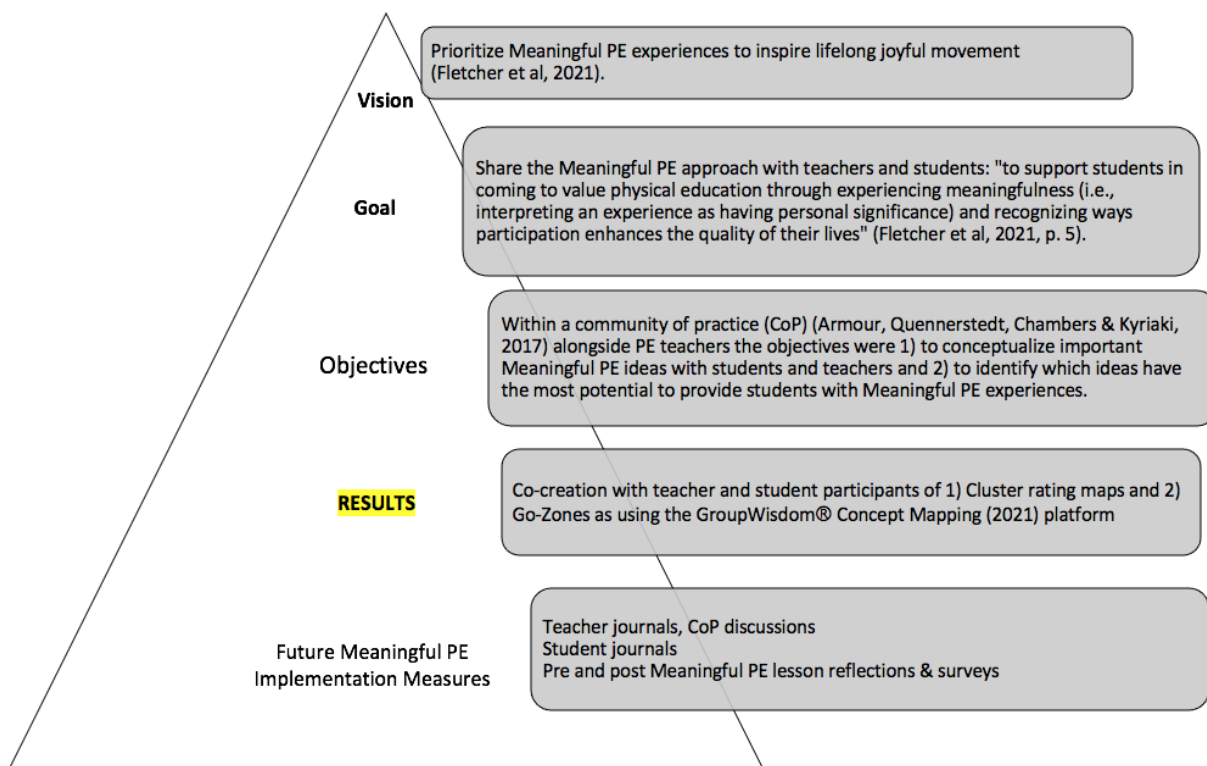 Prioritize Meaningful PE experiences to inspire lifelong joyful movement
(Fletcher et al, 2021).
Vision
Share the Meaningful PE approach with teachers and students: "to support students in
coming to value physical education through experiencing meaningfulness (i.e.,
interpreting an experience as having personal significance) and recognizing ways
participation enhances the quality of their lives" (Fletcher et al, 2021, p. 5).
Goal
Within a community of practice (CoP) (Armour, Quennerstedt, Chambers & Kyriaki,
2017) alongside PE teachers the objectives were 1) to conceptualize important
Meaningful PE ideas with students and teachers and 2) to identify which ideas have
the most potential to provide students with Meaningful PE experiences.
Objectives
Co-creation with teacher and student participants of 1) Cluster rating maps and 2)
Go-Zones as using the GroupWisdom® Concept Mapping (2021) platform
RESULTS
Teacher journals, CoP discussions
Student journals
Pre and post Meaningful PE lesson reflections & surveys
Future Meaningful PE
Implementation Measures